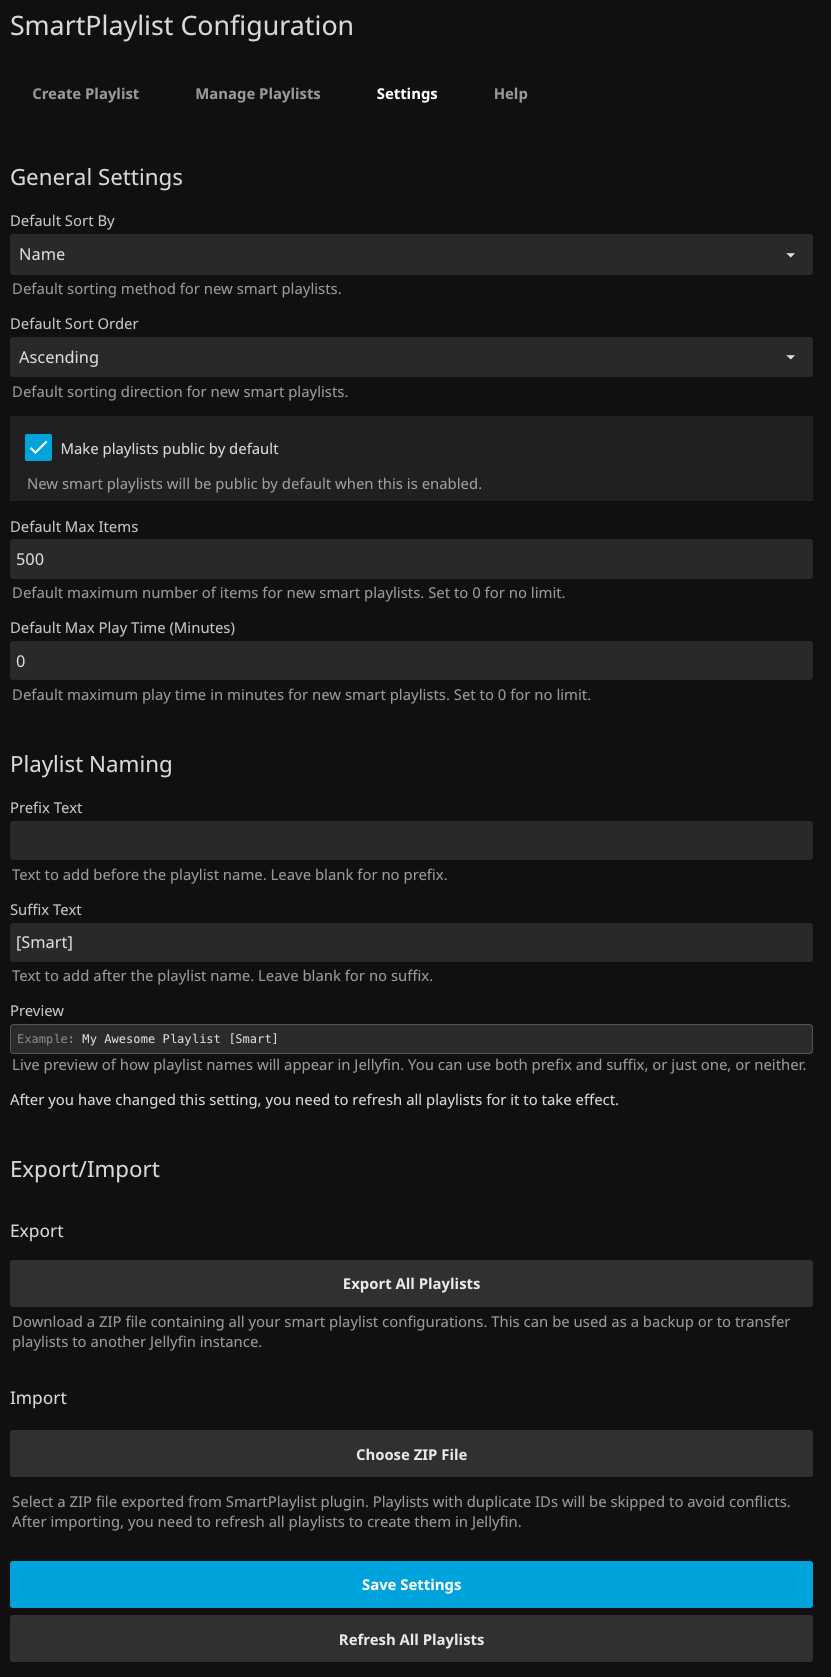 SmartPlaylist Configuration
Create Playlist Manage Playlists Settings Help
General Settings
Default Sort By
Name
Default sorting method for new smart playlists.
Default Sort Order
Ascending
Default sorting direction for new smart playlists.
Make playlists public by default
New smart playlists will be public by default when this is enabled.
Default Max Items
500
Default maximum number of items for new smart playlists. Set to 0 for no limit.
Default Max Play Time (Minutes)
0
Default maximum play time in minutes for new smart playlists. Set to 0 for no limit.
Playlist Naming
Prefix Text
Text to add before the playlist name. Leave blank for no prefix.
Suffix Text
[Smart]
Text to add after the playlist name. Leave blank for no suffix.
Preview
Example: My Awesome Playlist [Smart]
Live preview of how playlist names will appear in Jellyfin. You can use both prefix and suffix, or just one, or neither.
After you have changed this setting, you need to refresh all playlists for it to take effect.
Export/Import
Export
Export All Playlists
Download a ZIP file containing all your smart playlist configurations. This can be used as a backup or to transfer
playlists to another Jellyfin instance.
Import
Choose ZIP File
Select a ZIP file exported from SmartPlaylist plugin. Playlists with duplicate IDs will be skipped to avoid conflicts.
After importing, you need to refresh all playlists to create them in Jellyfin.
Save Settings
Refresh All Playlists